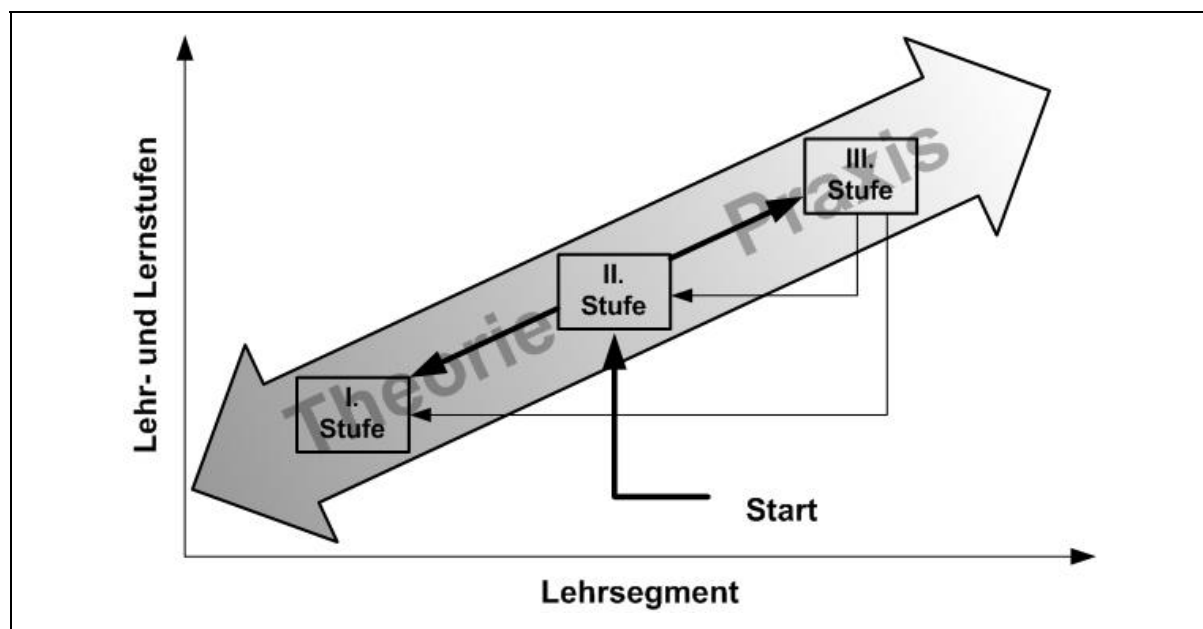 Lehr- und Lernstufen
Praxis
III.
Stufe
II.
Stufe
Theorie
I.
Stufe
Start
Lehrsegment